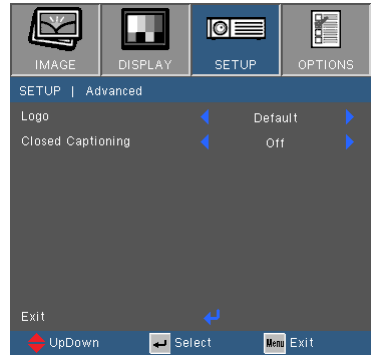 IMAGE DISPLAY SETUP OPTIONS
SETUP | Advanced
Logo Default
Closed Captioning Off
Exit
UpDown Select Menu Exit